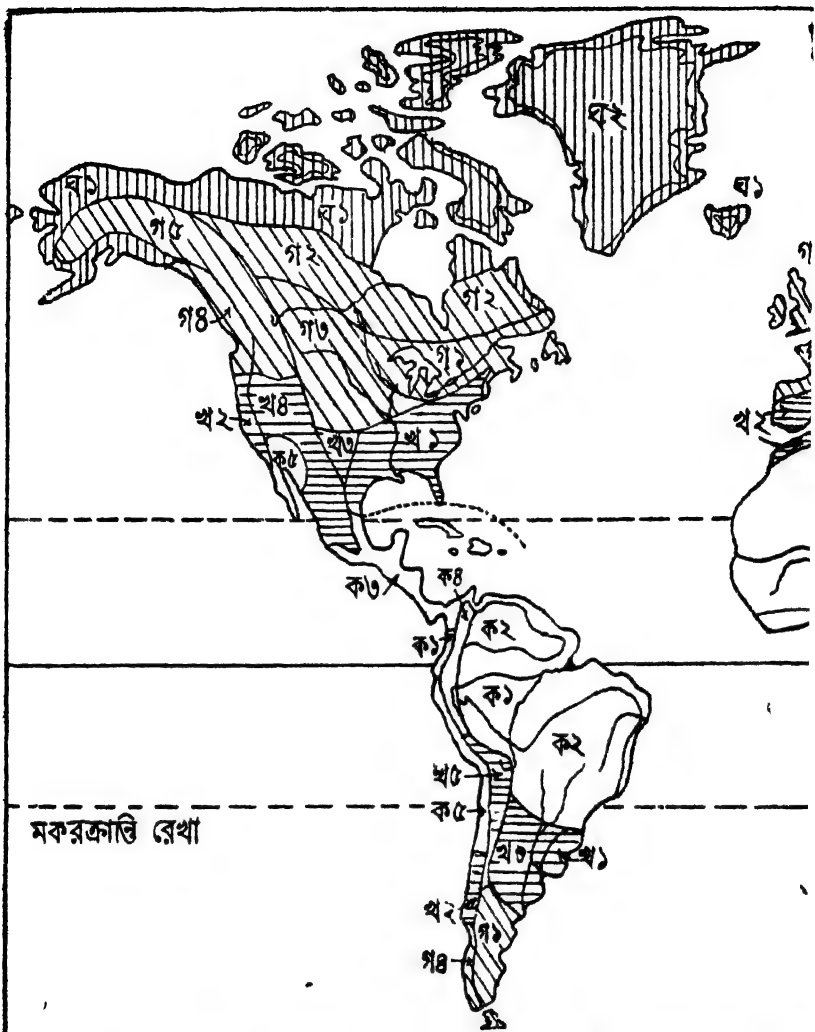 ঘ২
ঘ১
ঘ১
ঘ১
গ৫
গ২
গ
গ২
গ৪
গ৩
গ১
খ৪
খ২
খ৩
খ১
খ২
ক৫
ক৩
ক৪
ক১
ক২
ক১
ক২
খ৫
ক৫
মকরক্রান্তি রেখা
খ৩
খ১
খ২
গ১
গ৪